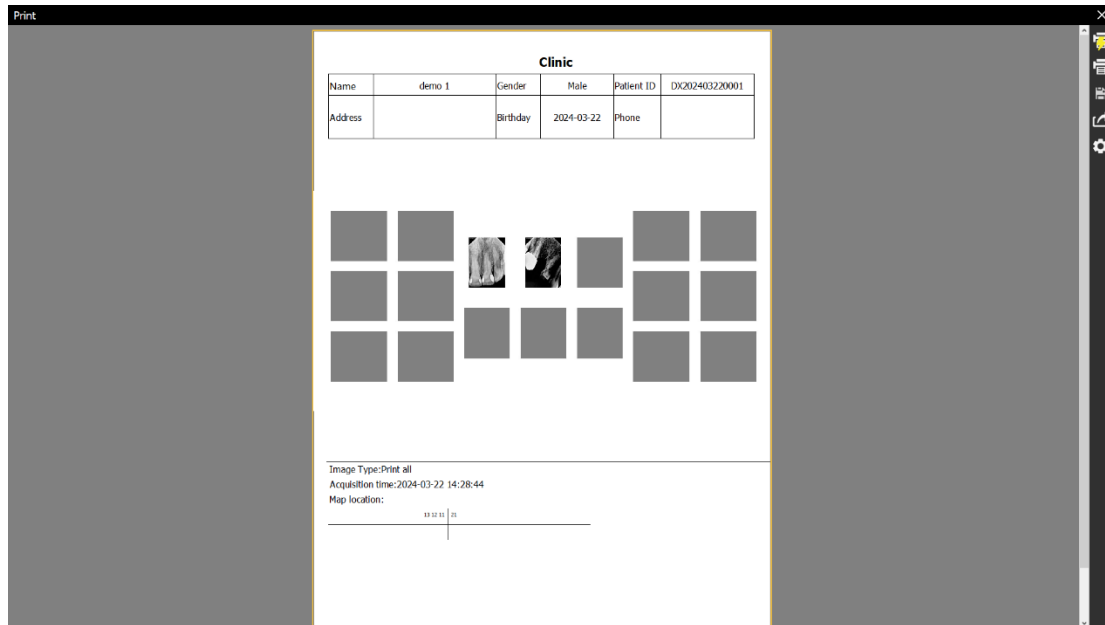 Print
Clinic
Name demo 1 Gender Male Patient ID DX202403220001
Address Birthday 2024-03-22 Phone
Image Type:Print all
Acquisition time:2024-03-22 14:28:44
Map location:
13 12 11 21